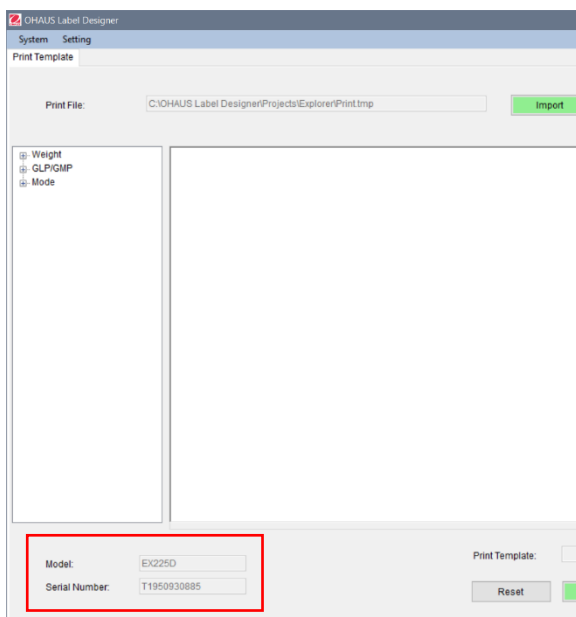 OHAUS Label Designer
System Setting
Print Template
Print File: C:\OHAUS Label Designer\Projects\Explorer\Print.tmp Import
Weight
GLP/GMP
Mode
Model: EX225D
Print Template:
Serial Number: T1950930885
Reset